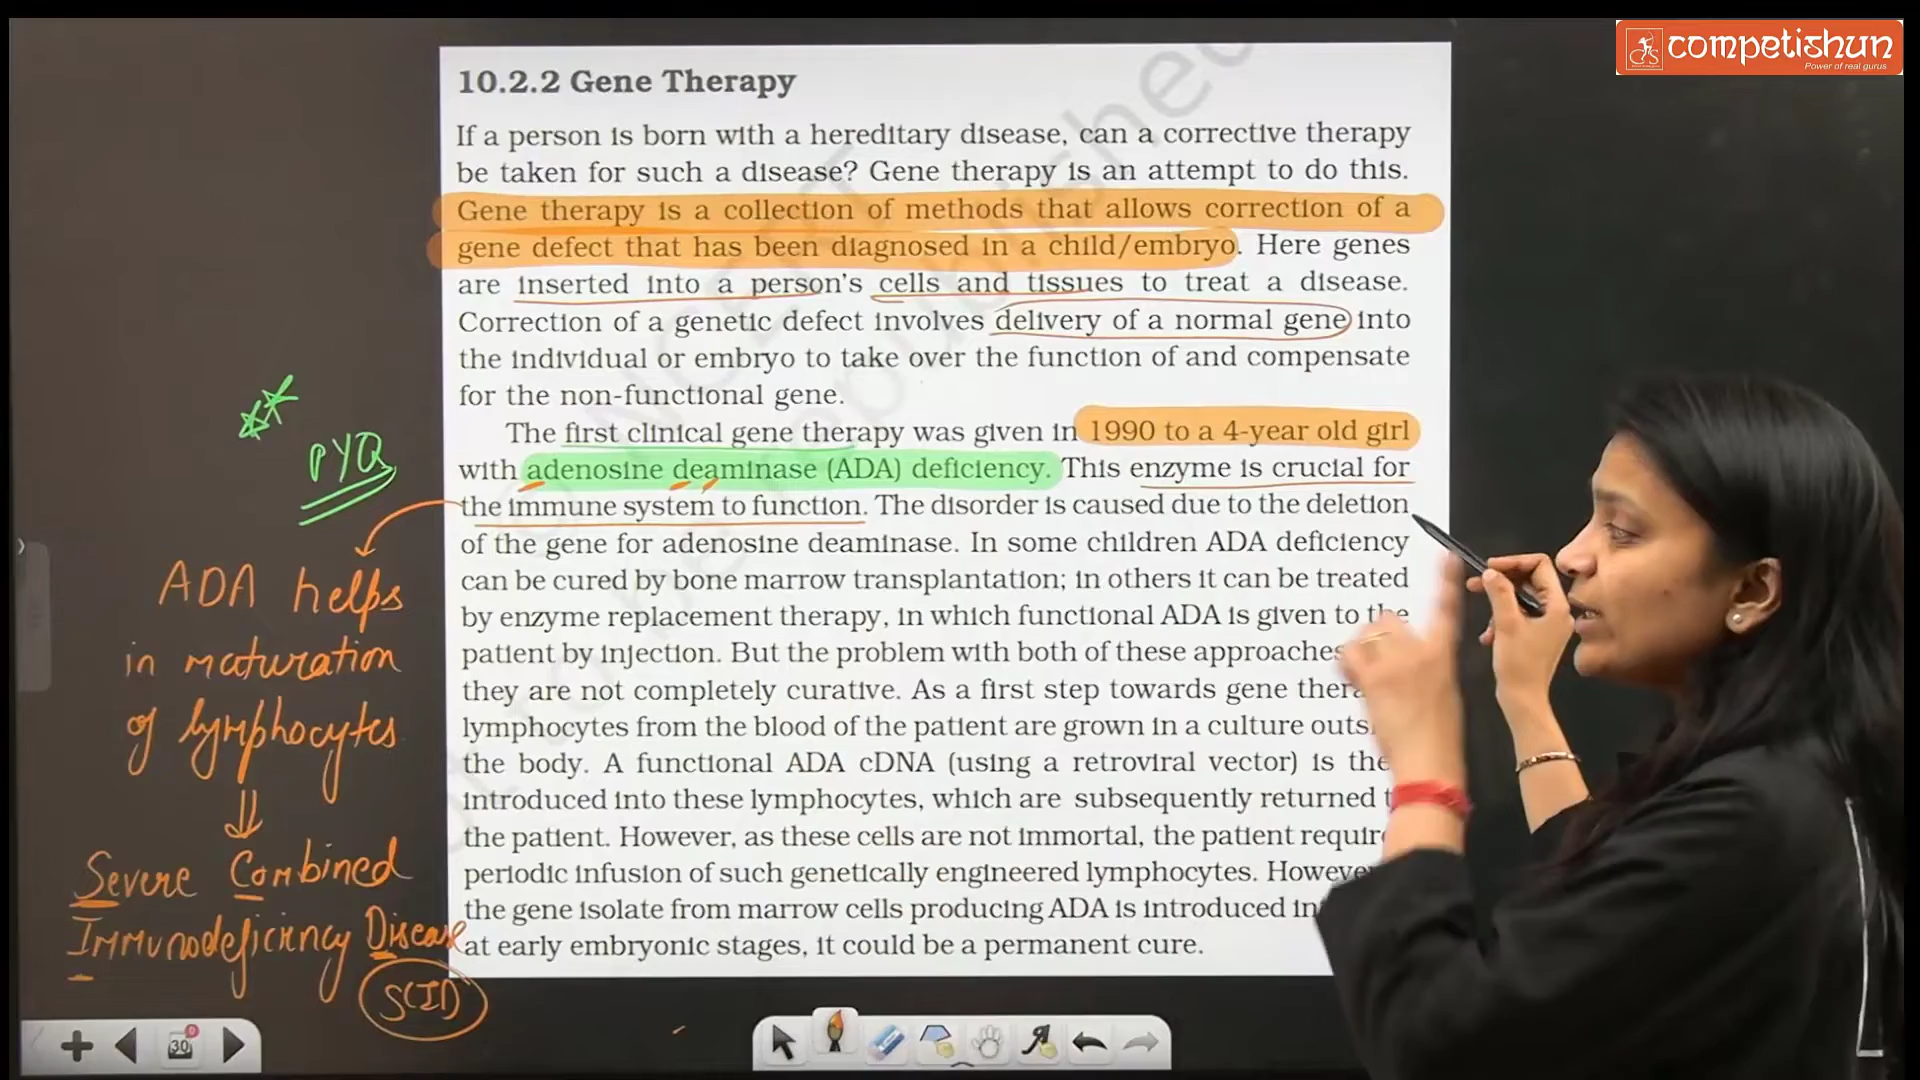 competishun
Power of real gurus
10.2.2 Gene Therapy
If a person is born with a hereditary disease, can a corrective therapy
be taken for such a disease? Gene therapy is an attempt to do this.
Gene therapy is a collection of methods that allows correction of a
gene defect that has been diagnosed in a child/embryo. Here genes
are inserted into a person's cells and tissues to treat a disease.
Correction of a genetic defect involves delivery of a normal gene into
the individual or embryo to take over the function of and compensate
for the non-functional gene.
The first clinical gene therapy was given in 1990 to a 4-year old girl
with adenosine deaminase (ADA) deficiency. This enzyme is crucial for
the immune system to function. The disorder is caused due to the deletion
of the gene for adenosine deaminase. In some children ADA deficiency
can be cured by bone marrow transplantation; in others it can be treated
by enzyme replacement therapy, in which functional ADA is given to the
patient by injection. But the problem with both of these approaches
they are not completely curative. As a first step towards gene
lymphocytes from the blood of the patient are grown in a culture
the body. A functional ADA cDNA (using a retroviral vector) is
introduced into these lymphocytes, which are subsequently returned
the patient. However, as these cells are not immortal, the patient
periodic infusion of such genetically engineered lymphocytes. However
the gene isolate from marrow cells producing ADA is introduced
at early embryonic stages, it could be a permanent cure.
PYQ
ADA helps
in maturation
of lymphocytes
Severe Combined
Immunodeficiency Disease
SCID
30
0